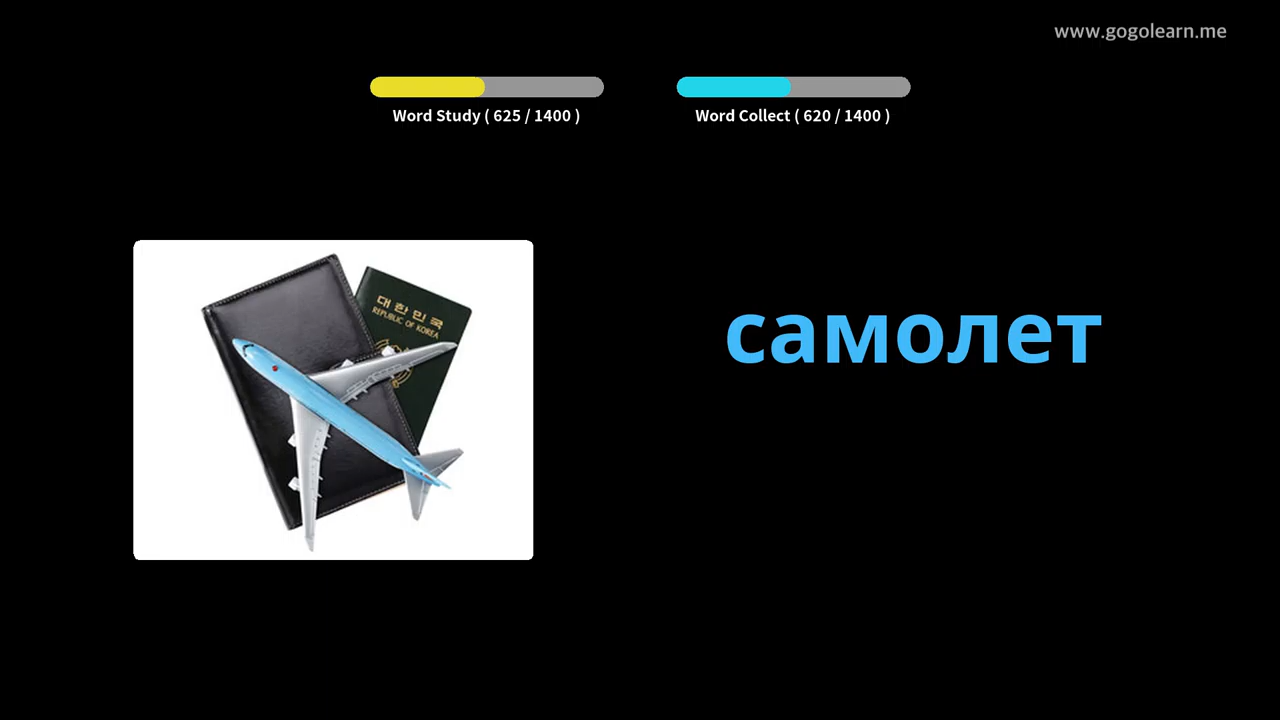 www.gogolearn.me
Word Study ( 625 / 1400 )
Word Collect ( 620 / 1400 )
대한민국
REPUBLIC OF KOREA
самолет